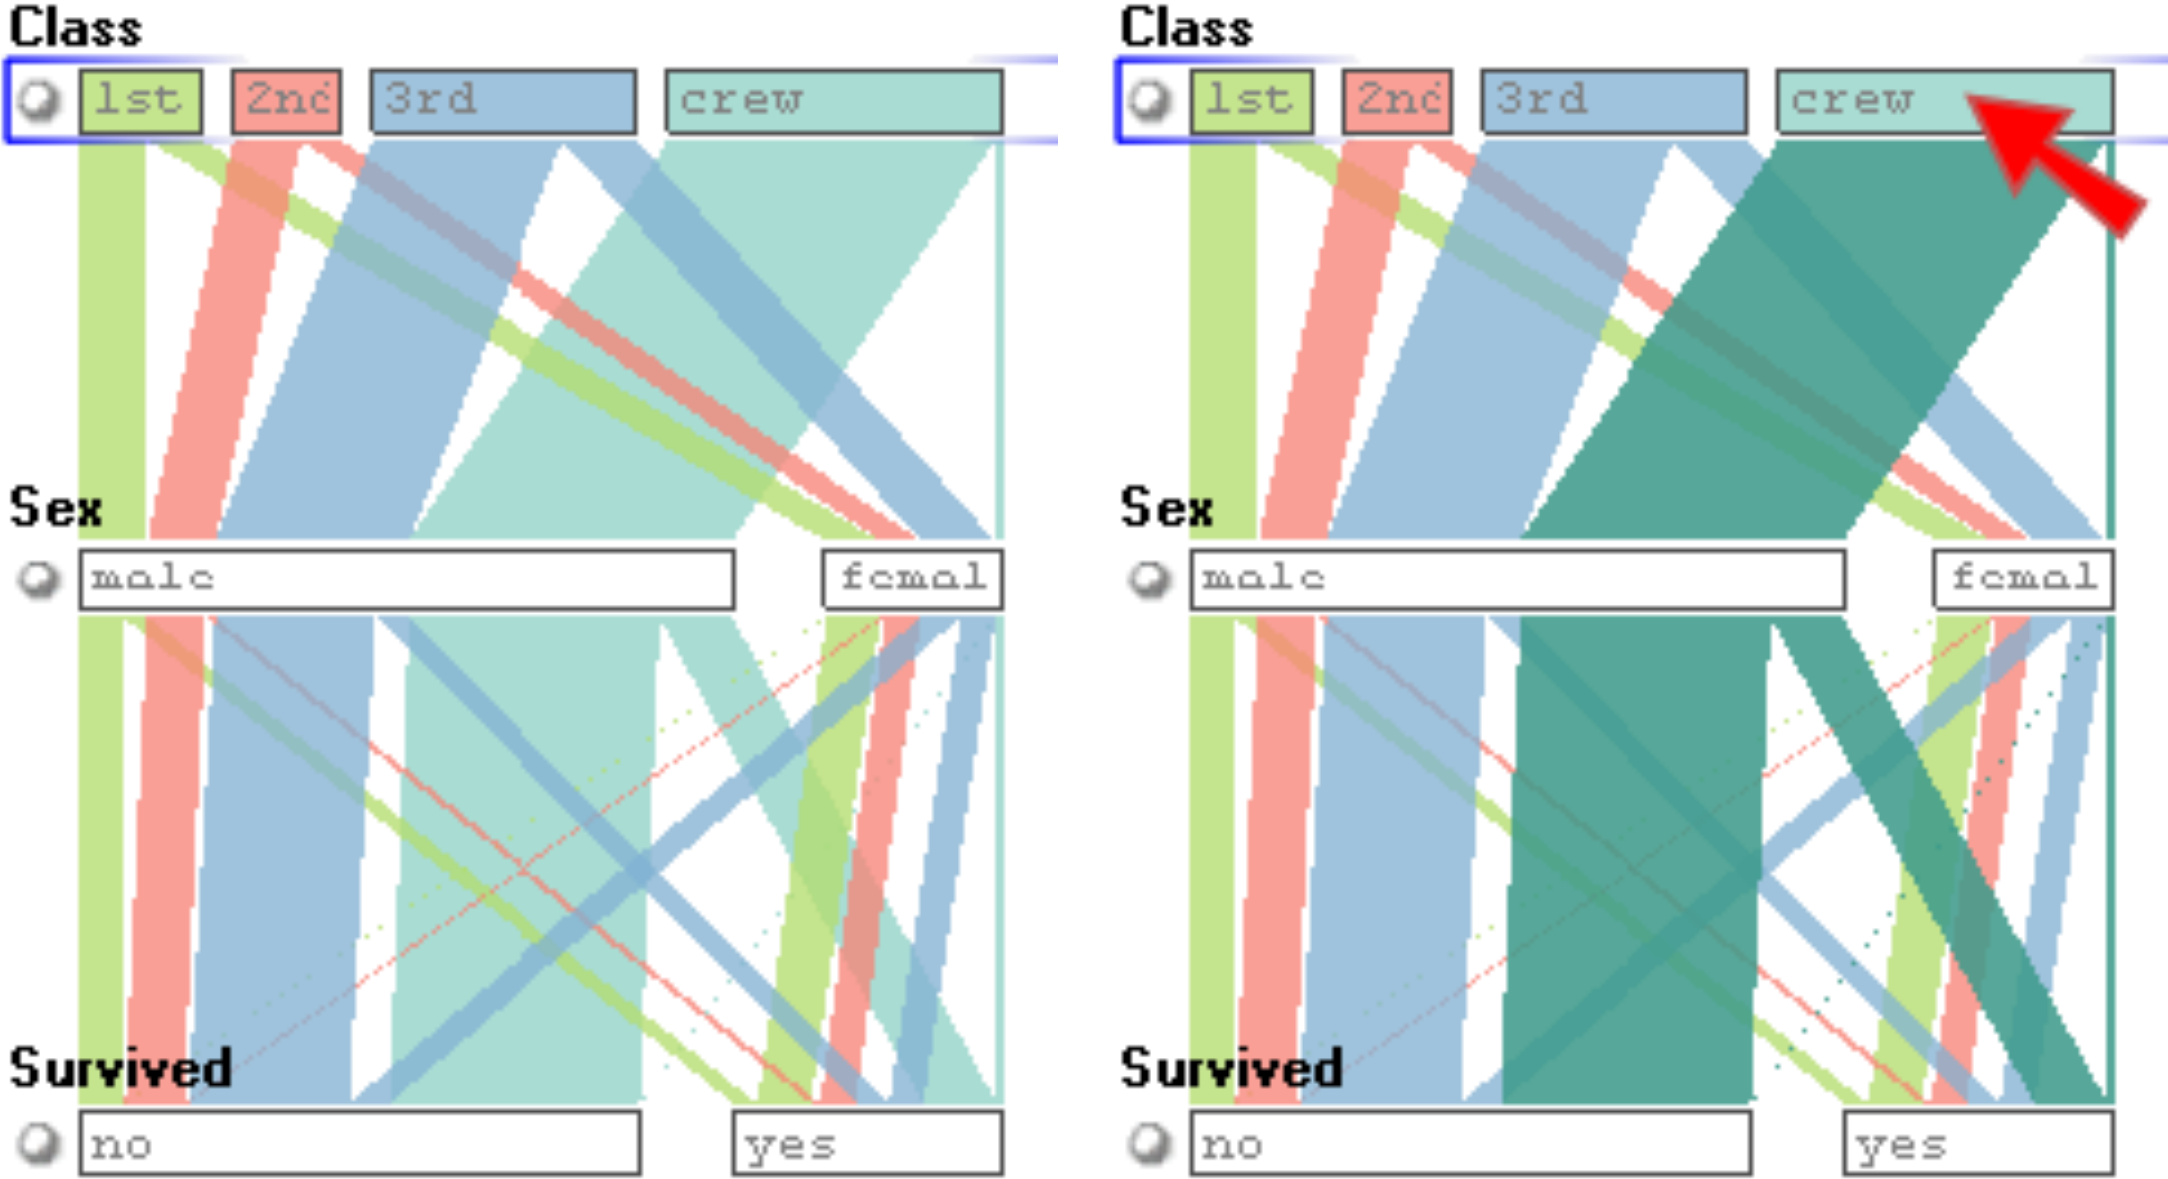 Class
Class
1st 2nd 3rd crew
1st 2nd 3rd crew
Sex
Sex
male femal
male femal
Survived
Survived
no yes
no yes